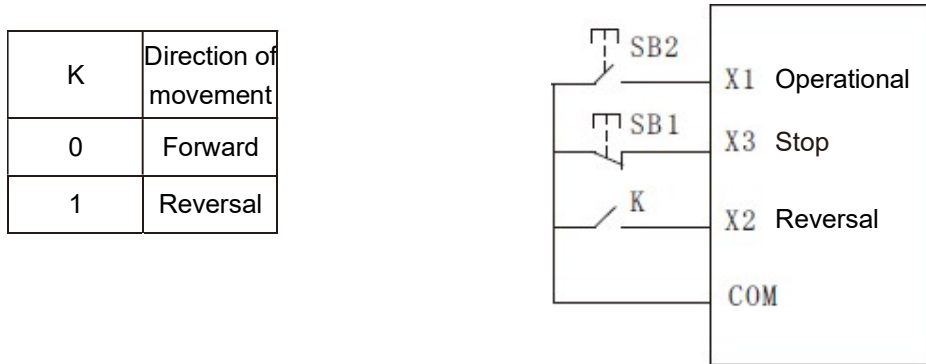 K
Direction of
movement
0
Forward
1
Reversal
SB2
X1 Operational
SB1
X3 Stop
K
X2 Reversal
COM